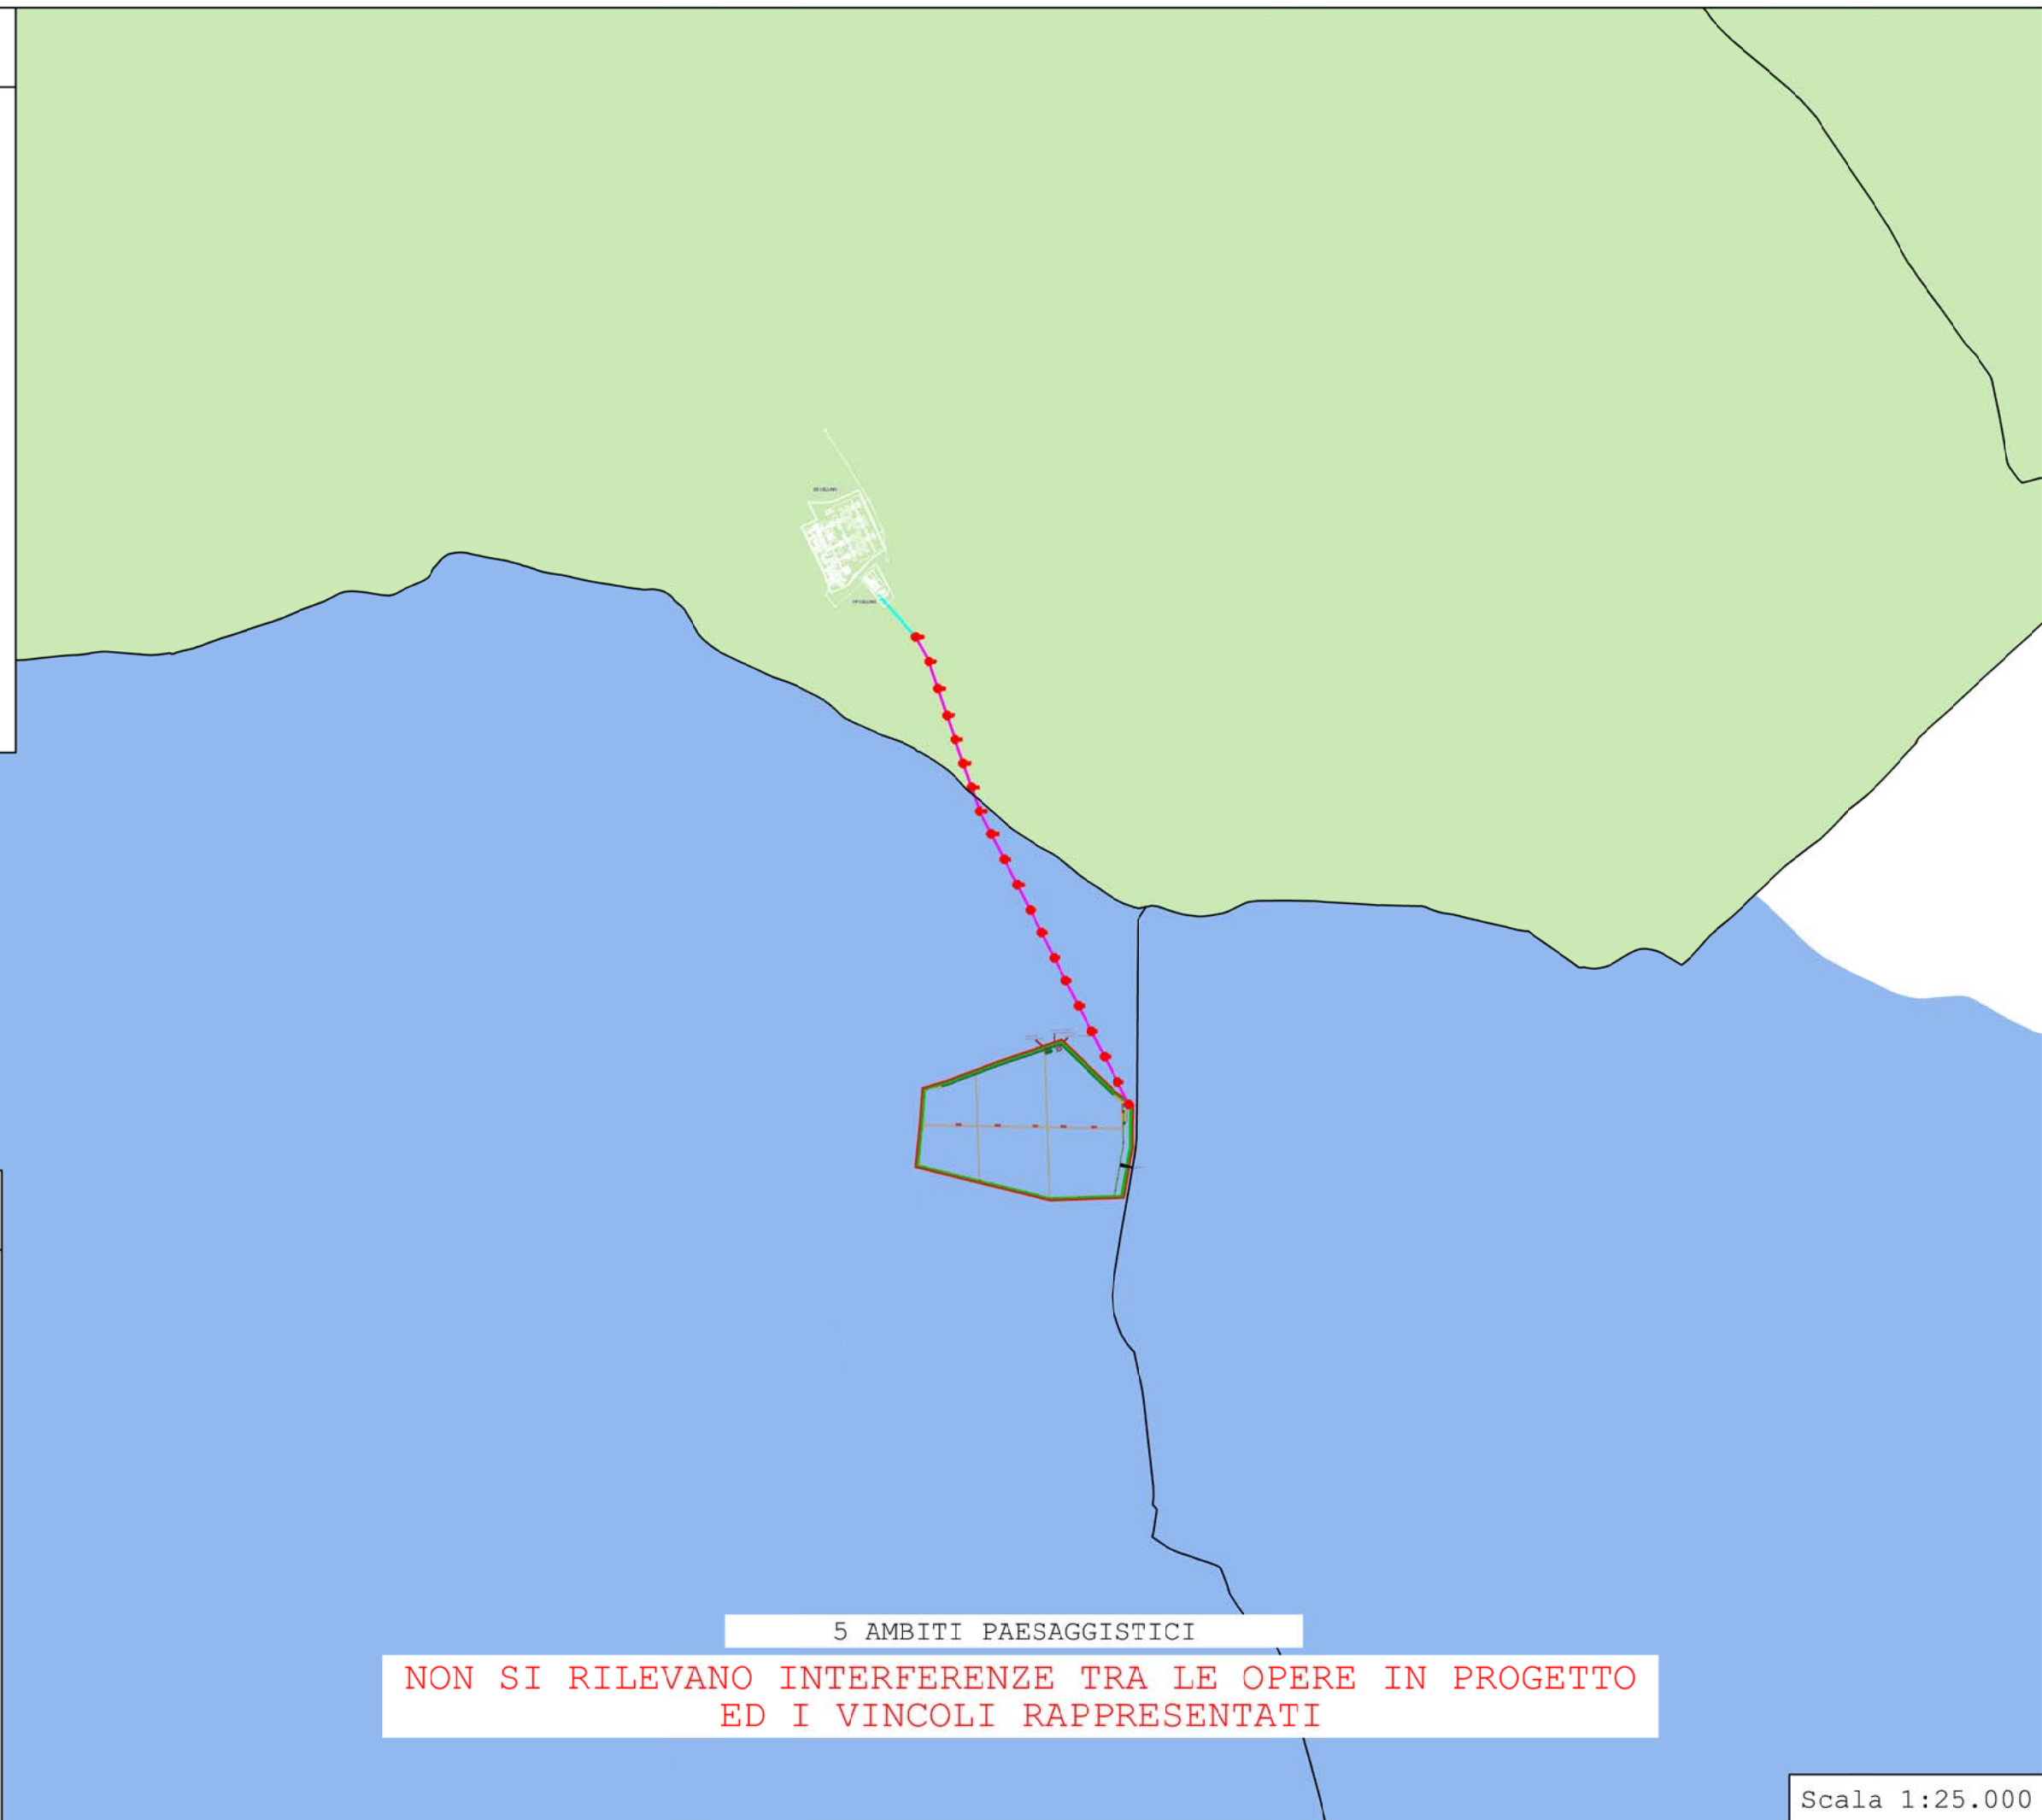 5 AMBITI PAESAGGISTICI
NON SI RILEVANO INTERFERENZE TRA LE OPERE IN PROGETTO
ED I VINCOLI RAPPRESENTATI
Scala 1:25.000